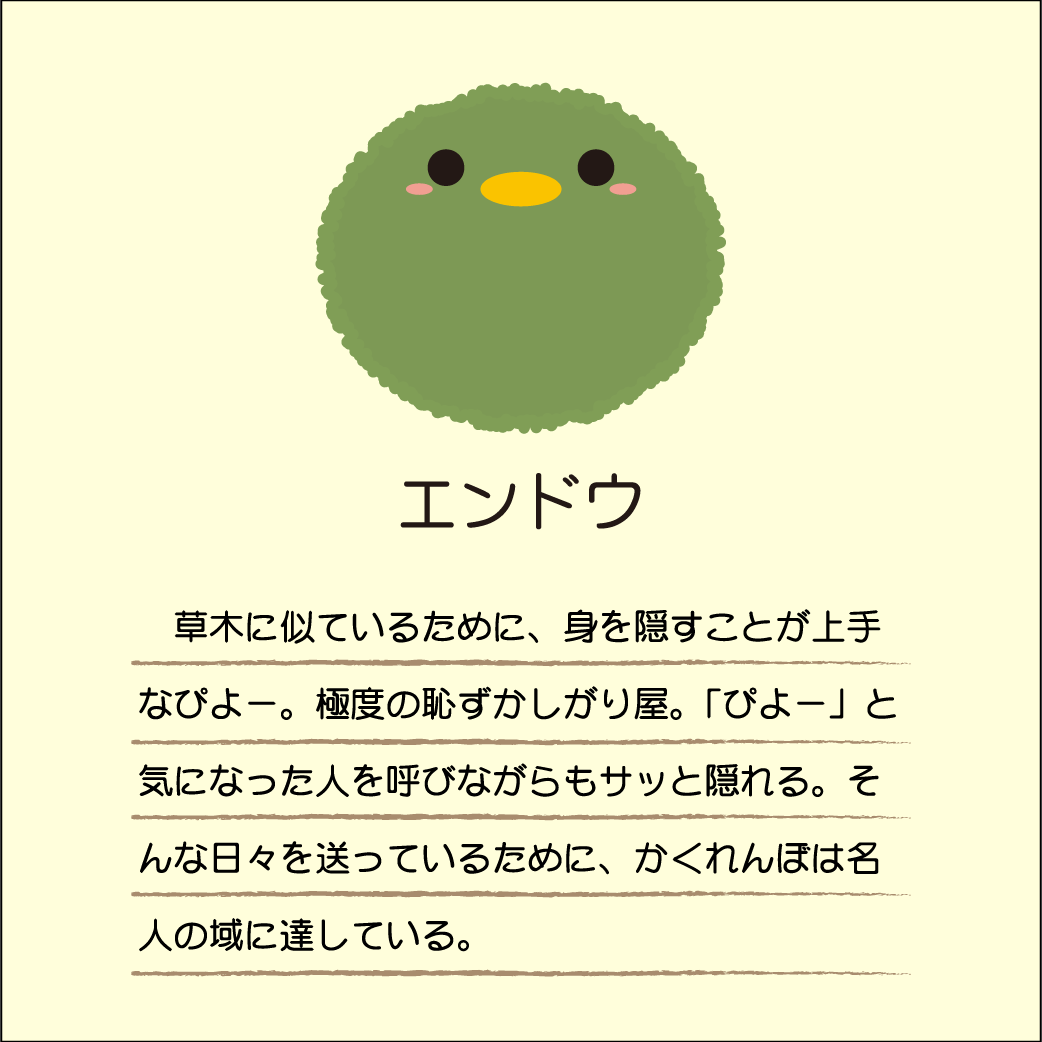 エンドウ
草木に似ているために、身を隠すことが上手
なぴよー。極度の恥ずかしがり屋。「ぴよー」と
気になった人を呼びながらもサッと隠れる。そ
んな日々を送っているために、かくれんぼは名
人の域に達している。